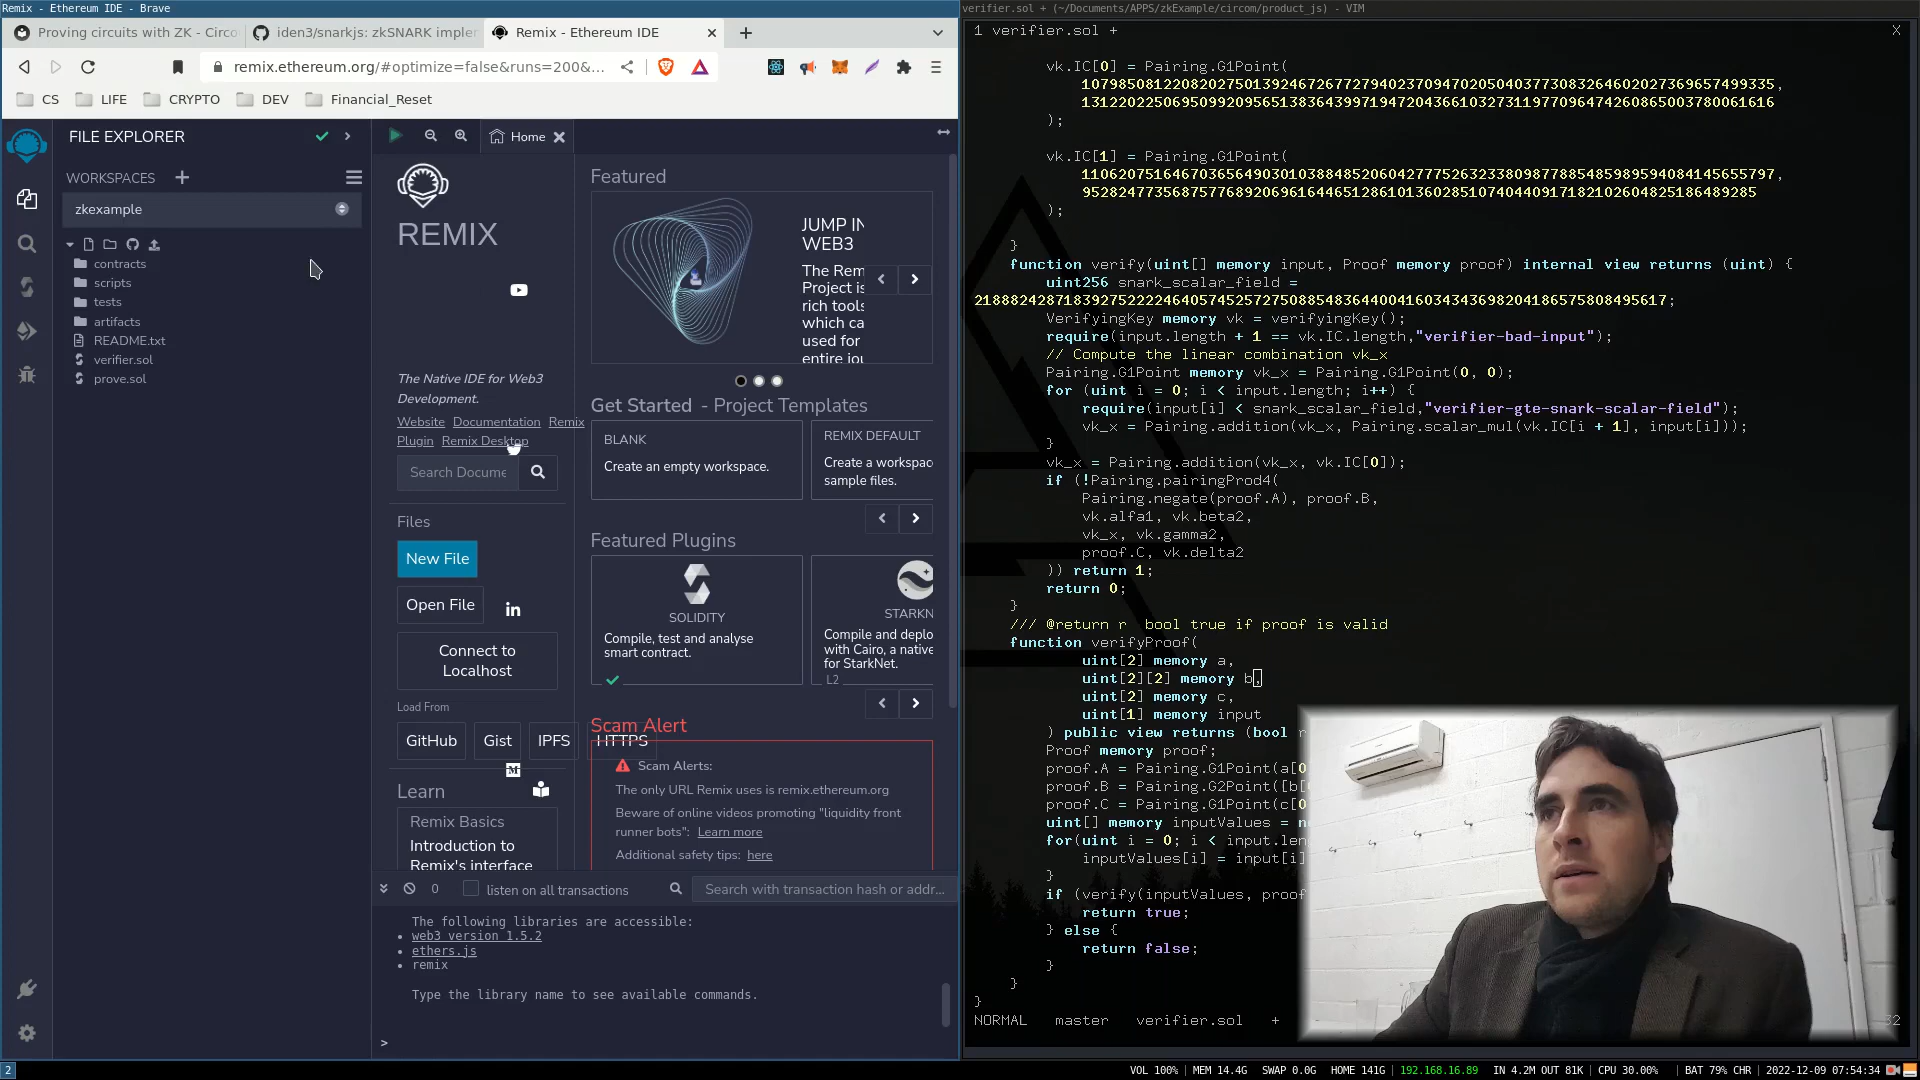 Remix - Ethereum IDE - Brave
Proving circuits with ZK - Circo
iden3/snarkjs: zkSNARK implem
Remix - Ethereum IDE
remix.ethereum.org/#optimize=false&runs=200&...
CS LIFE CRYPTO DEV Financial_Reset
FILE EXPLORER
WORKSPACES
zkexample
contracts
scripts
tests
artifacts
README.txt
verifier.sol
prove.sol
Home
REMIX
The Native IDE for Web3
Development.
Website Documentation Remix
Plugin Remix Desktop
Search Docume
Files
New File
Open File
Connect to
Localhost
Load From
GitHub Gist IPFS HTTPS
Learn
Remix Basics
Introduction to
Remix's interface
Featured
JUMP IN
WEB3
The Rem
Project is
rich tools
which ca
used for
entire jou
Get Started - Project Templates
BLANK
Create an empty workspace.
REMIX DEFAULT
Create a workspac
sample files.
Featured Plugins
SOLIDITY
Compile, test and analyse
smart contract.
STARKN
Compile and deplo
with Cairo, a native
for StarkNet.
L2
Scam Alert
Scam Alerts:
The only URL Remix uses is remix.ethereum.org
Beware of online videos promoting "liquidity front
runner bots": Learn more
Additional safety tips: here
0 listen on all transactions
Search with transaction hash or addr...
The following libraries are accessible:
web3 version 1.5.2
ethers.js
remix
Type the library name to see available commands.
>
verifier.sol + (~/Documents/APPS/zkExample/circom/product_js) - VIM
1 verifier.sol + X
vk.IC[0] = Pairing.G1Point(
10798508122082027501392467267727940237094702050403773083264602027369657499335,
13122022506950992095651383643997194720436610327311977096474260865003780061616
);
vk.IC[1] = Pairing.G1Point(
110620751646703656490301038848520604277752623323809877885485989594084145655797,
9528247735687577689206961644651286101360285107404409171821026048251864 89285
);
}
function verify(uint[] memory input, Proof memory proof) internal view returns (uint) {
uint256 snark_scalar_field =
21888242871839275222246405745257275088548364400416034343698204186575808495617;
VerifyingKey memory vk = verifyingKey();
require(input.length + 1 == vk.IC.length,"verifier-bad-input");
// Compute the linear combination vk_x
Pairing.G1Point memory vk_x = Pairing.G1Point(0, 0);
for (uint i = 0; i < input.length; i++) {
require(input[i] < snark_scalar_field,"verifier-gte-snark-scalar-field");
vk_x = Pairing.addition(vk_x, Pairing.scalar_mul(vk.IC[i + 1], input[i]));
}
vk_x = Pairing.addition(vk_x, vk.IC[0]);
if (!Pairing.pairingProd4(
Pairing.negate(proof.A), proof.B,
vk.alfa1, vk.beta2,
vk_x, vk.gamma2,
proof.C, vk.delta2
)) return 1;
return 0;
}
/// @return r  bool true if proof is valid
function verifyProof(
uint[2] memory a,
uint[2][2] memory b,
uint[2] memory c,
uint[1] memory input
) public view returns (bool r
Proof memory proof;
proof.A = Pairing.G1Point(a[0
proof.B = Pairing.G2Point([b[
proof.C = Pairing.G1Point(c[0
uint[] memory inputValues = n
for(uint i = 0; i < input.len
inputValues[i] = input[i]
}
if (verify(inputValues, proof
return true;
} else {
return false;
}
}
}
NORMAL master verifier.sol + 32
2
VOL 100% | MEM 14.4G SWAP 0.0G HOME 141G | 192.168.16.89 IN 4.2M OUT 81K | CPU 30.00% | BAT 79% CHR | 2022-12-09 07:54:34